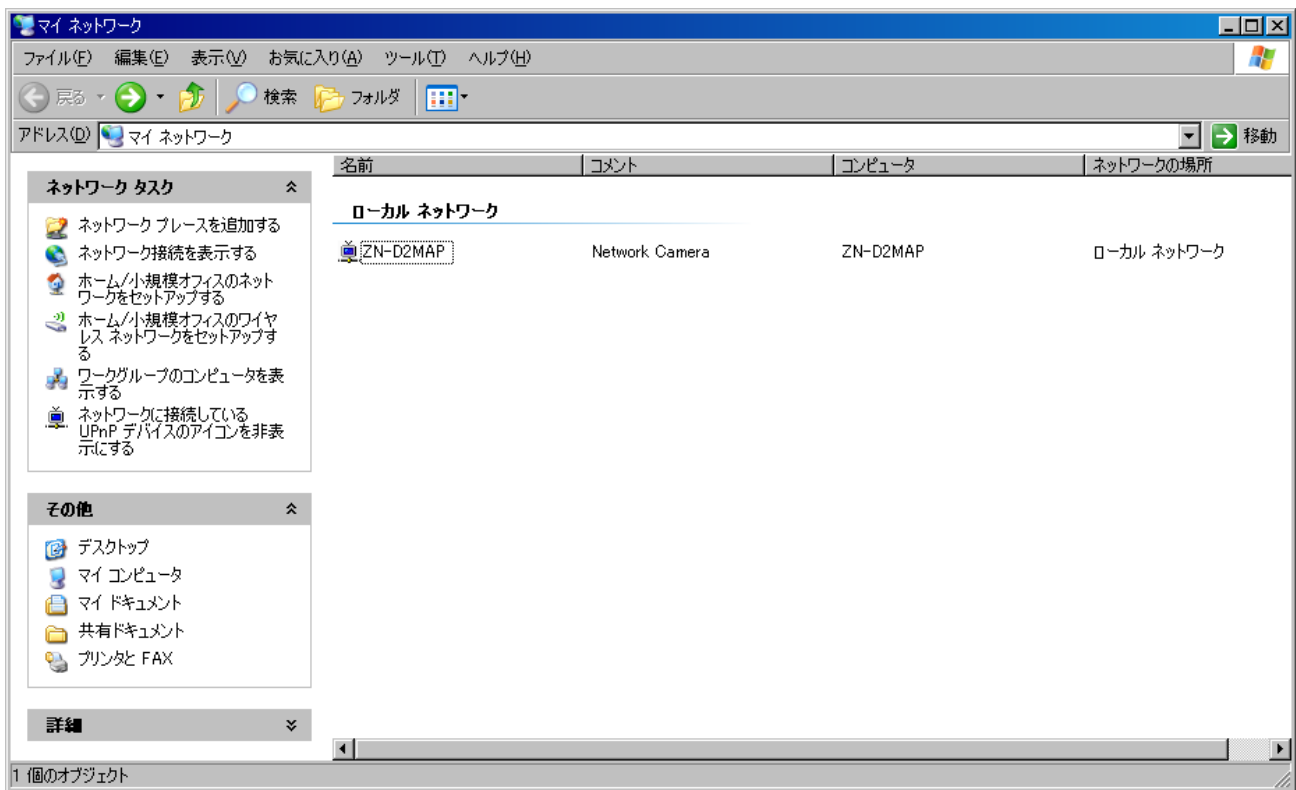 マイ ネットワーク
ファイル(F) 編集(E) 表示(V) お気に入り(A) ツール(T) ヘルプ(H)
戻る 検索 フォルダ
アドレス(D) マイ ネットワーク 移動
名前 コメント コンピュータ ネットワークの場所
ネットワーク タスク
ネットワーク プレースを追加する
ネットワーク接続を表示する
ホーム/小規模オフィスのネット
ワークをセットアップする
ホーム/小規模オフィスのワイヤ
レス ネットワークをセットアップす
る
ワークグループのコンピュータを表
示する
ネットワークに接続している
UPnP デバイスのアイコンを非表
示にする
ローカル ネットワーク
ZN-D2MAP Network Camera ZN-D2MAP ローカル ネットワーク
その他
デスクトップ
マイ コンピュータ
マイ ドキュメント
共有ドキュメント
プリンタと FAX
詳細
1 個のオブジェクト